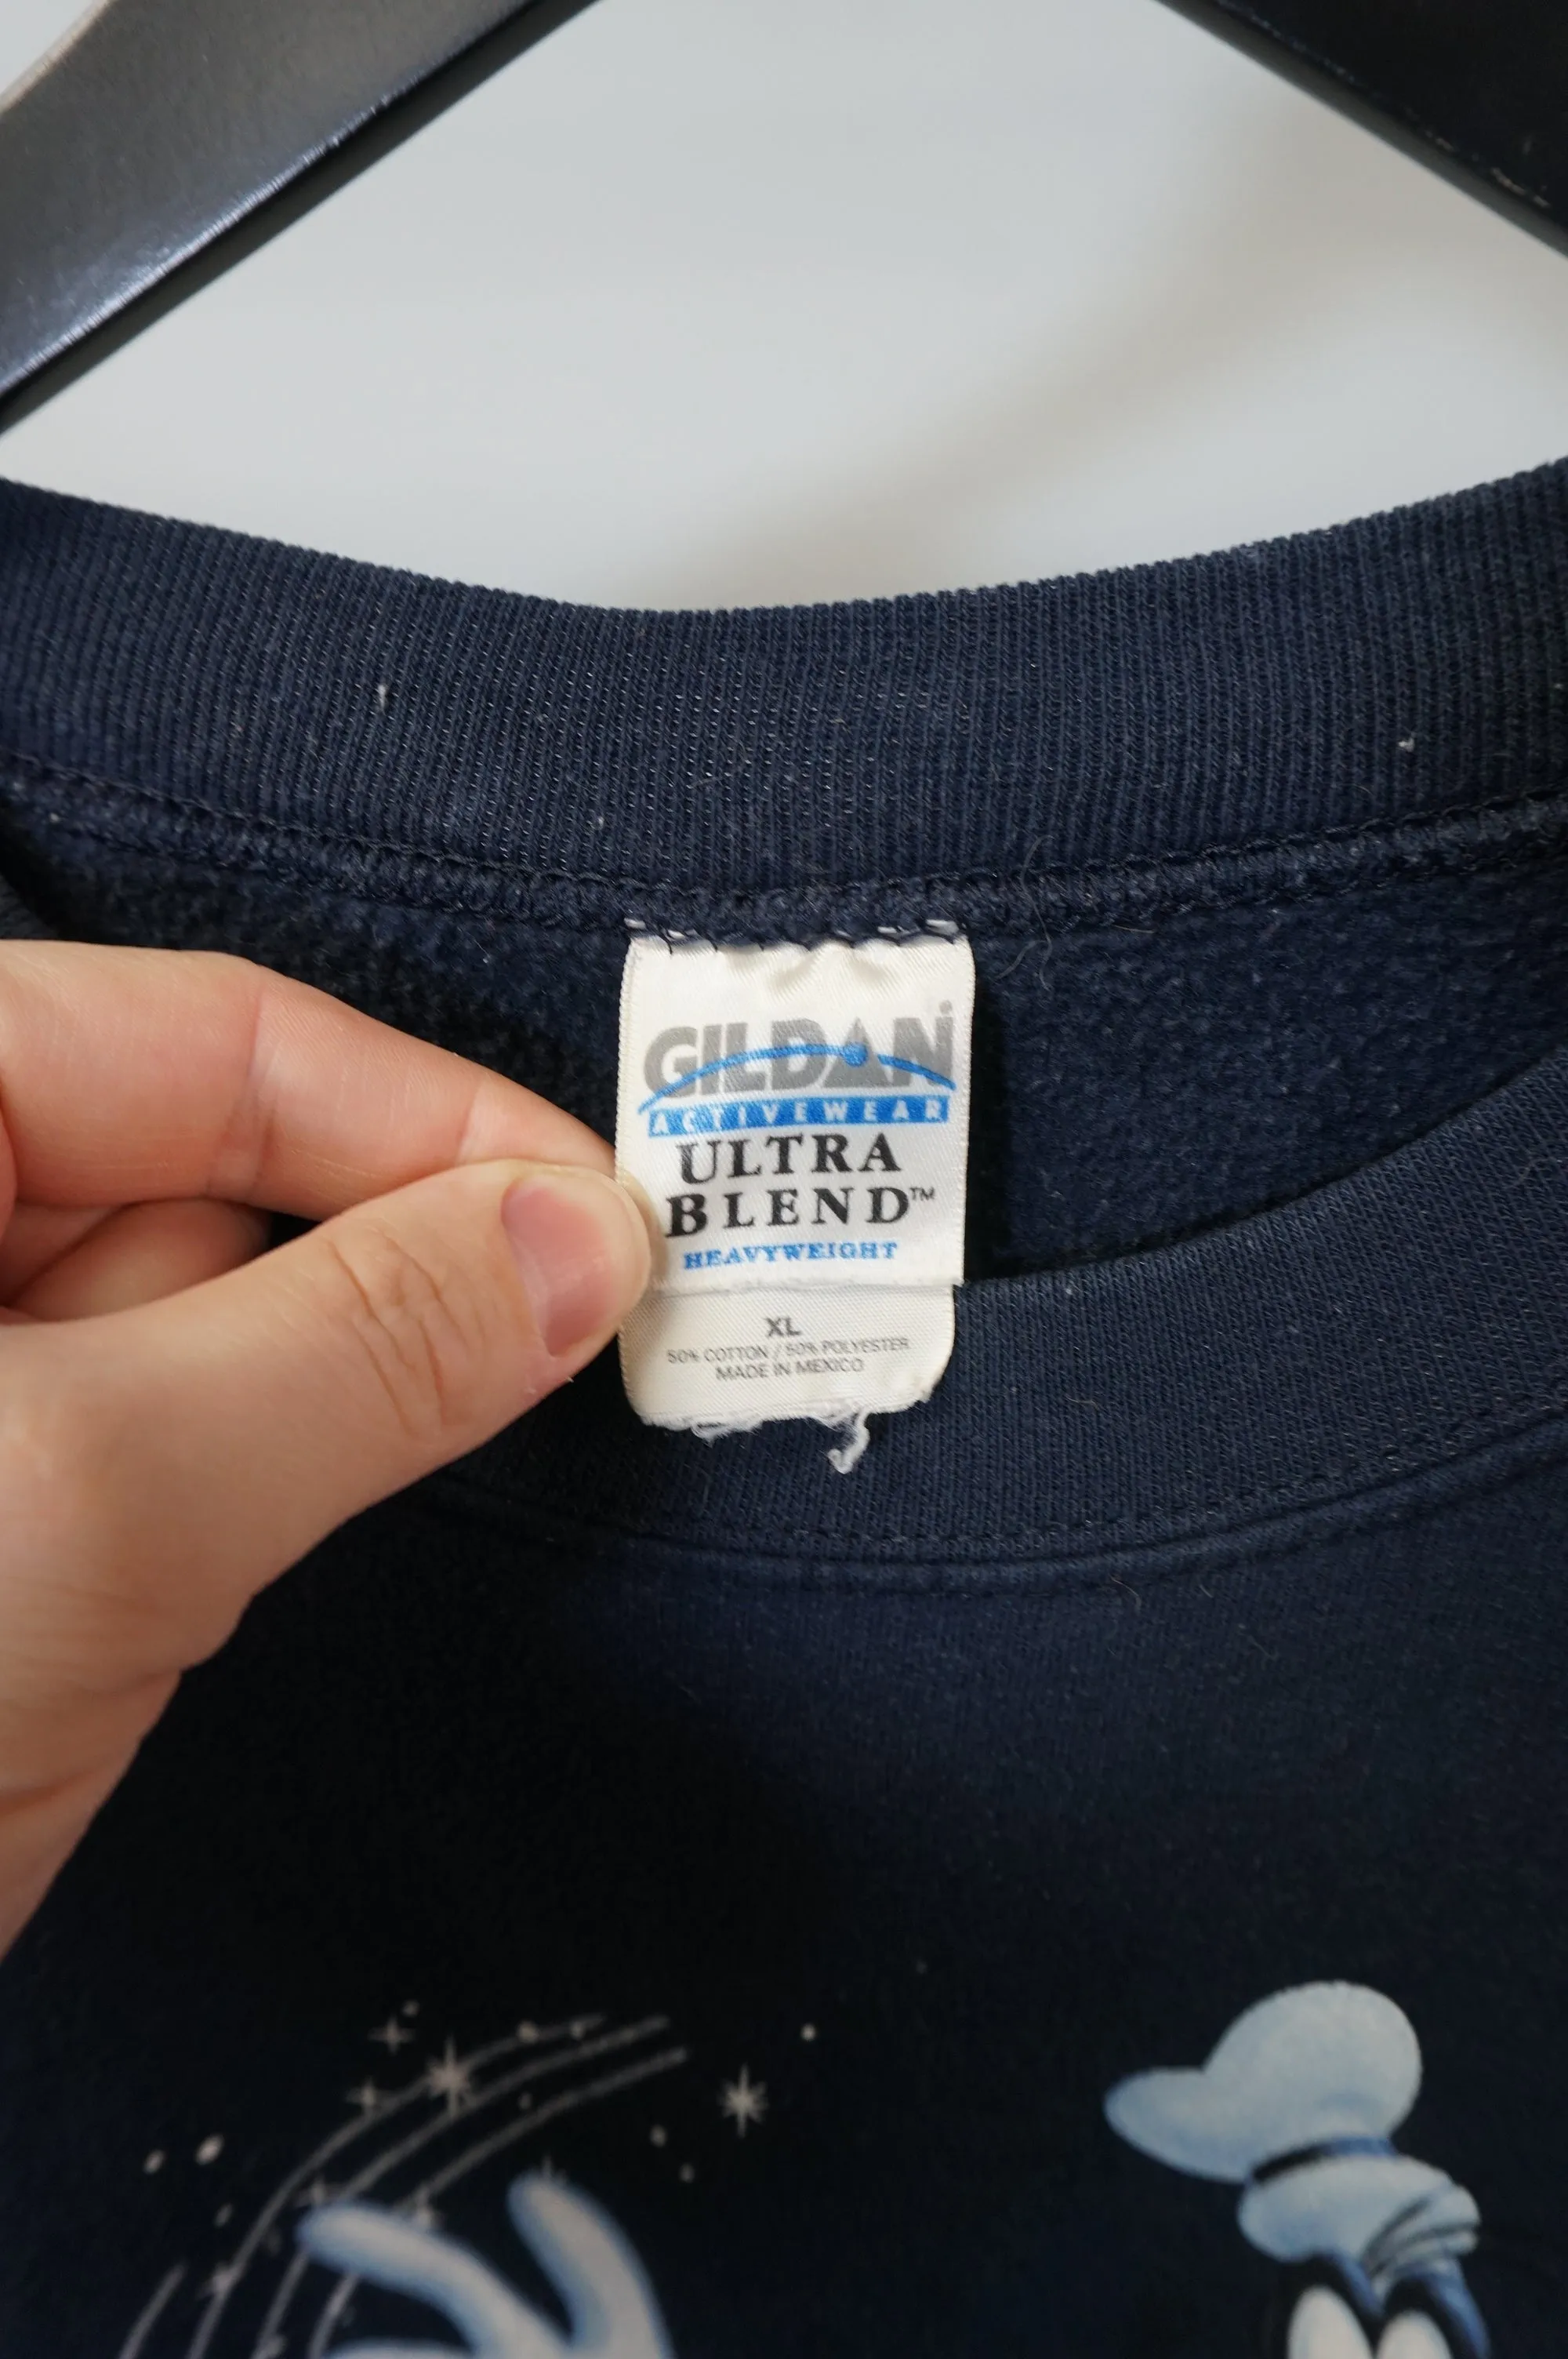 GILDAN®
ACTIVEWEAR
ULTRA
BLEND™
HEAVYWEIGHT
XL
50% COTTON / 50% POLYESTER
MADE IN MEXICO